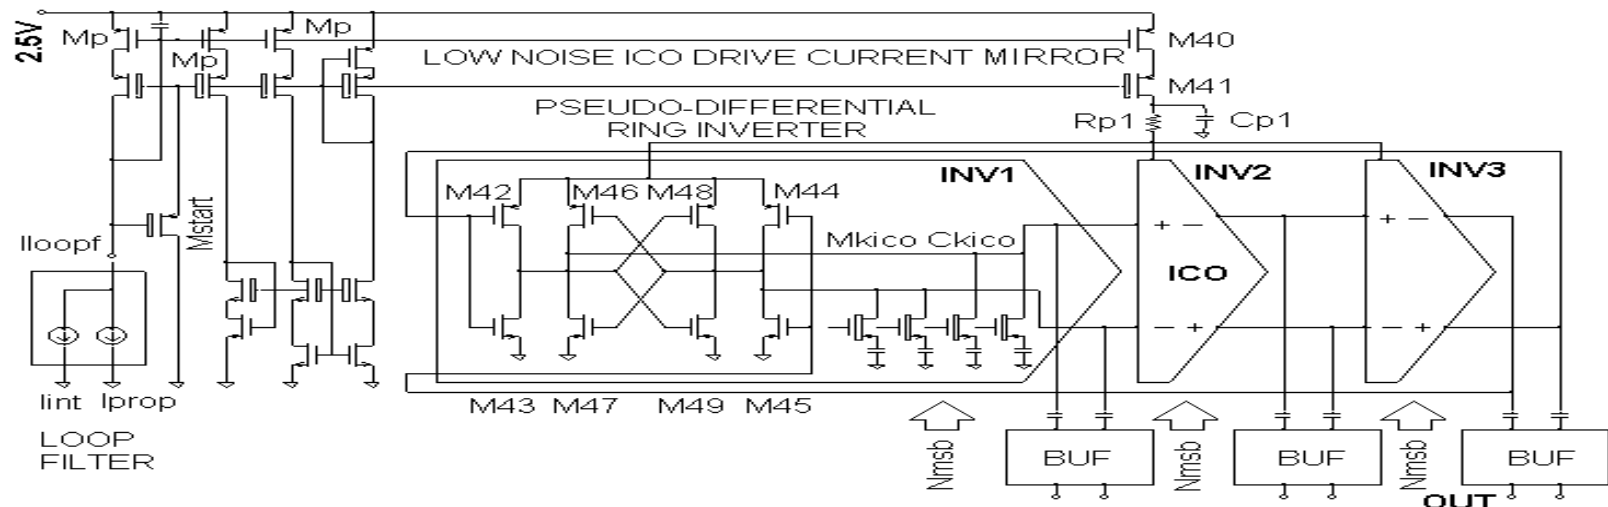 2.5V
Mp
Mp
Mp
M40
LOW NOISE ICO DRIVE CURRENT MIRROR
M41
PSEUDO-DIFFERENTIAL
RING INVERTER
Rp1
Cp1
INV1
INV2
INV3
M42
M46
M48
M44
Mstart
Iloopf
Mkico Ckico
+ −
+ −
ICO
− +
− +
Iint
Iprop
M43
M47
M49
M45
LOOP
FILTER
Nmsb
BUF
Nmsb
BUF
Nmsb
BUF
OUT